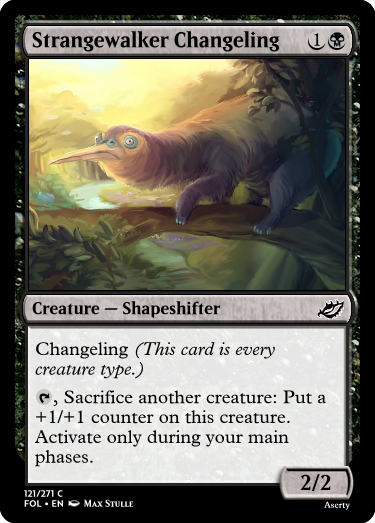 Strangewalker Changeling 1
Creature — Shapeshifter
Changeling (This card is every
creature type.)
, Sacrifice another creature: Put a
+1/+1 counter on this creature.
Activate only during your main
phases.
2/2
121/271 C
FOL • EN Max Stulle
Aserty